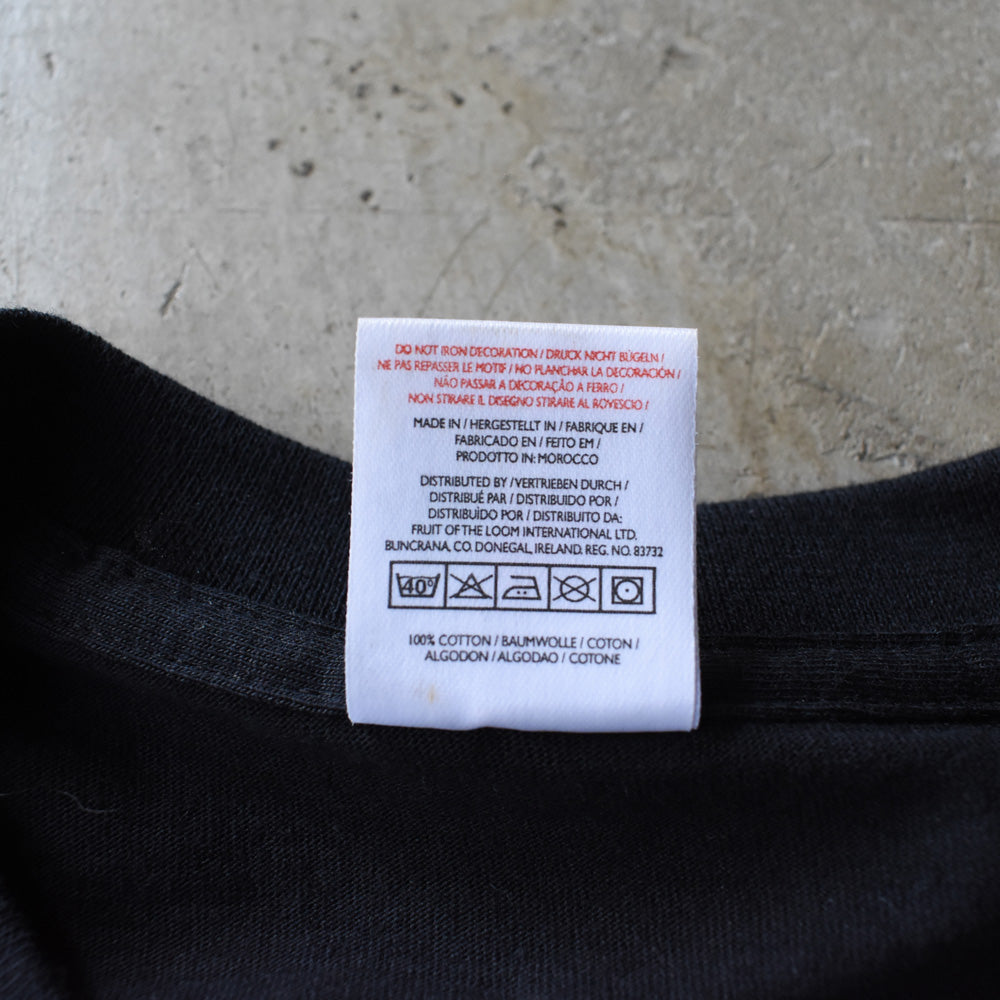 DO NOT IRON DECORATION / DRUCK NICHT BÜGELN /
NE PAS REPASSER LE MOTIF / NO PLANCHAR LA DECORACIÓN /
NÃO PASSAR A DECORAÇÃO A FERRO /
NON STIRARE IL DISEGNO STIRARE AL ROVESCIO /
MADE IN / HERGESTELLT IN / FABRIQUE EN /
FABRICADO EN / FEITO EM /
PRODOTTO IN: MOROCCO
DISTRIBUTED BY / VERTRIEBEN DURCH /
DISTRIBUÉ PAR / DISTRIBUIDO POR /
DISTRIBUÍDO POR / DISTRIBUITO DA:
FRUIT OF THE LOOM INTERNATIONAL LTD.
BUNCRANA, CO. DONEGAL, IRELAND. REG. NO. 83732
40°
100% COTTON / BAUMWOLLE / COTON /
ALGODON / ALGODAO / COTONE